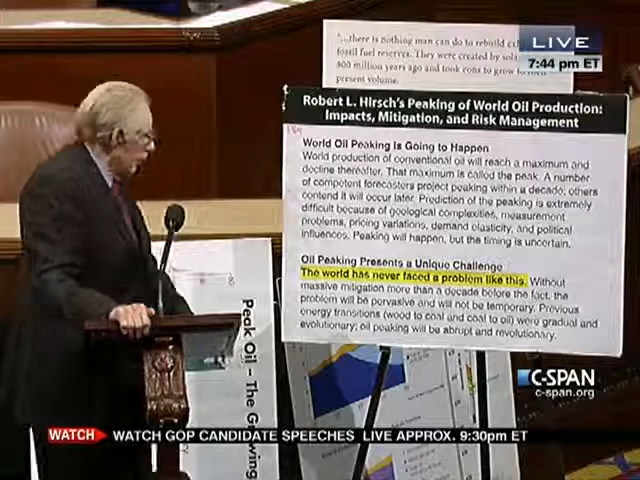 "...there is nothing man can do to rebuild
fossil fuel reserves. They were created by
million years ago and took eons to grow to
present volume.
LIVE
7:44 pm ET
Robert L. Hirsch's Peaking of World Oil Production:
Impacts, Mitigation, and Risk Management
World Oil Peaking Is Going to Happen
World production of conventional oil will reach a maximum and
decline thereafter. That maximum is called the peak. A number
of competent forecasters project peaking within a decade; others
contend it will occur later. Prediction of the peaking is extremely
difficult because of geological complexities, measurement
problems, pricing variations, demand elasticity, and political
influences. Peaking will happen, but the timing is uncertain.
Oil Peaking Presents a Unique Challenge
The world has never faced a problem like this. Without
massive mitigation more than a decade before the fact, the
problem will be pervasive and will not be temporary. Previous
energy transitions (wood to coal and coal to oil) were gradual and
evolutionary; oil peaking will be abrupt and revolutionary.
Peak Oil – The Growing
C-SPAN
c-span.org
WATCH WATCH GOP CANDIDATE SPEECHES LIVE APPROX. 9:30pm ET